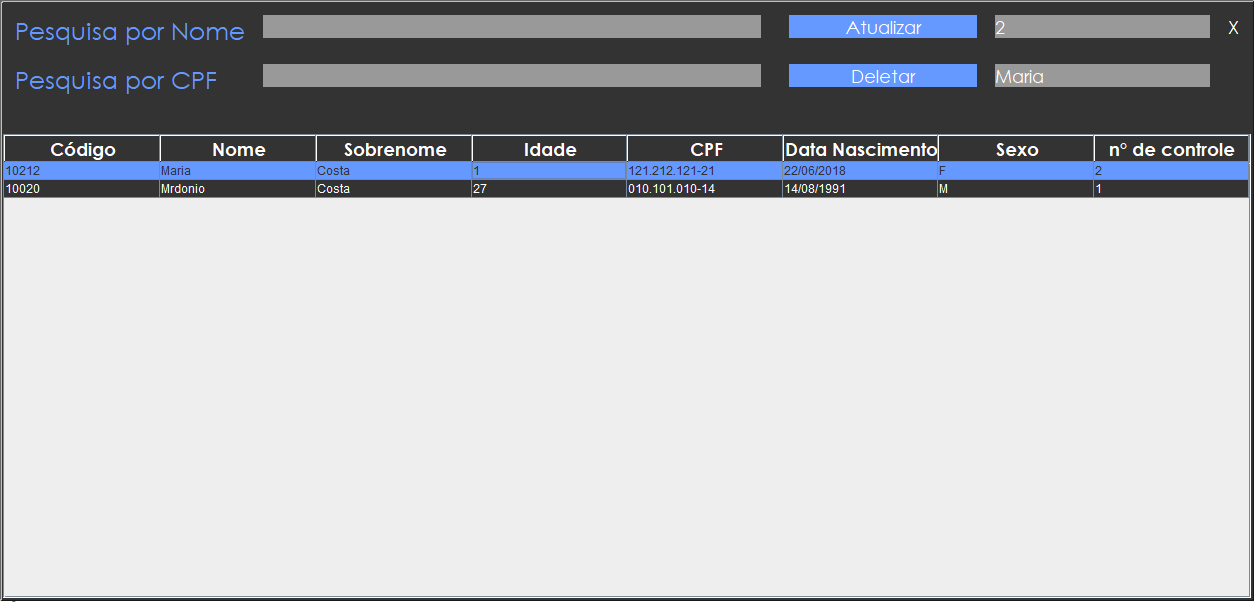 Pesquisa por Nome Atualizar 2 X
Pesquisa por CPF Deletar Maria
Código Nome Sobrenome Idade CPF Data Nascimento Sexo n° de controle
10212 Maria Costa 1 121.212.121-21 22/06/2018 F 2
10020 Mrdonio Costa 27 010.101.010-14 14/08/1991 M 1